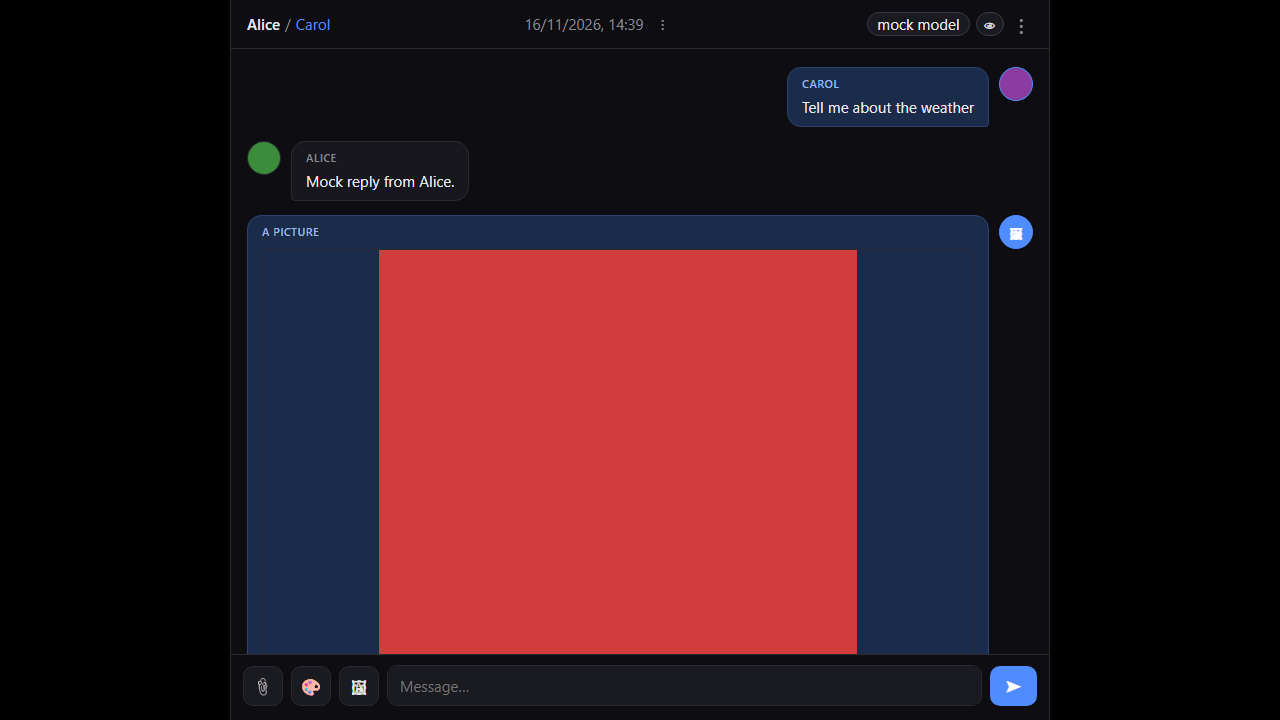 Alice / Carol
16/11/2026, 14:39
mock model
CAROL
Tell me about the weather
ALICE
Mock reply from Alice.
A PICTURE
Message...